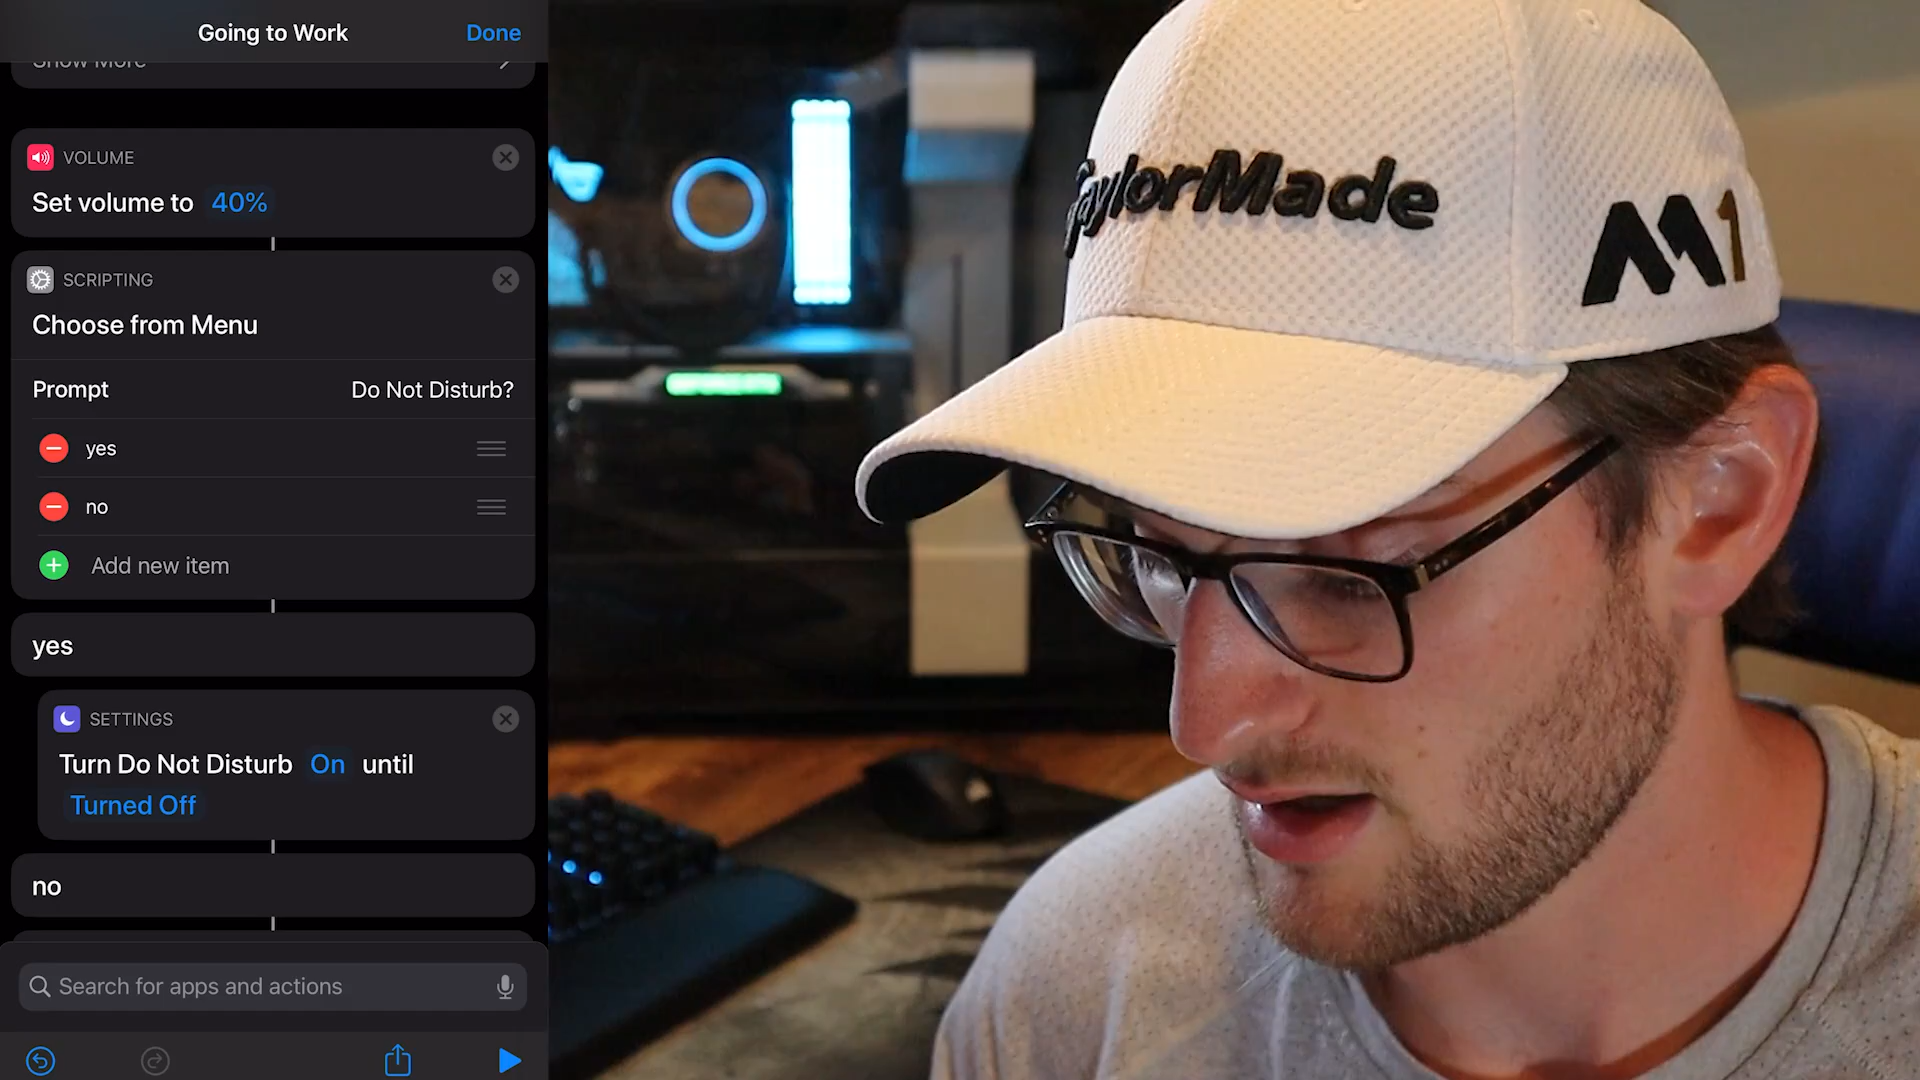 Going to Work
Done
Show More
VOLUME
Set volume to 40%
SCRIPTING
Choose from Menu
Prompt
Do Not Disturb?
yes
no
Add new item
yes
SETTINGS
Turn Do Not Disturb On until
Turned Off
no
Search for apps and actions
TaylorMade
M1